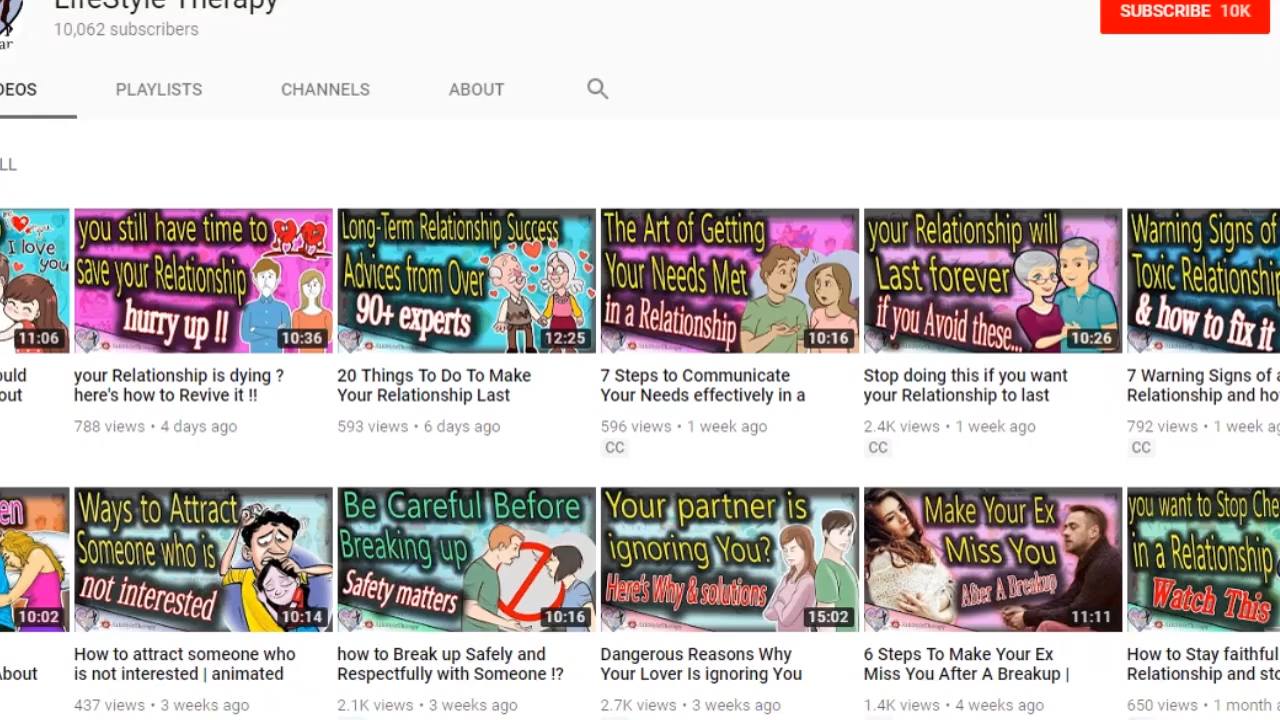 LifeStyle Therapy
10,062 subscribers
SUBSCRIBE 10K
ar
DEOS
PLAYLISTS
CHANNELS
ABOUT
LL
I love
you
11:06
you still have time to
save your Relationship
hurry up !!
10:36
Long-Term Relationship Success
Advices from Over
90+ experts
12:25
The Art of Getting
Your Needs Met
in a Relationship
10:16
your Relationship will
Last forever
if you Avoid these...
10:26
Warning Signs of
Toxic Relationship
& how to fix it
ould
out
your Relationship is dying ?
here's how to Revive it !!
788 views • 4 days ago
20 Things To Do To Make
Your Relationship Last
593 views • 6 days ago
7 Steps to Communicate
Your Needs effectively in a
596 views • 1 week ago
CC
Stop doing this if you want
your Relationship to last
2.4K views • 1 week ago
CC
7 Warning Signs of a
Relationship and ho
792 views • 1 week ag
CC
en
10:02
Ways to Attract
Someone who is
not interested
10:14
Be Careful Before
Breaking up
Safety matters
10:16
Your partner is
ignoring You?
Here's Why & solutions
15:02
Make Your Ex
Miss You
After A Breakup
11:11
you want to Stop Che
in a Relationship
Watch This
About
How to attract someone who
is not interested | animated
437 views • 3 weeks ago
how to Break up Safely and
Respectfully with Someone !?
2.1K views • 3 weeks ago
Dangerous Reasons Why
Your Lover Is ignoring You
2.7K views • 3 weeks ago
6 Steps To Make Your Ex
Miss You After A Breakup |
1.4K views • 4 weeks ago
How to Stay faithful
Relationship and sto
650 views • 1 month a